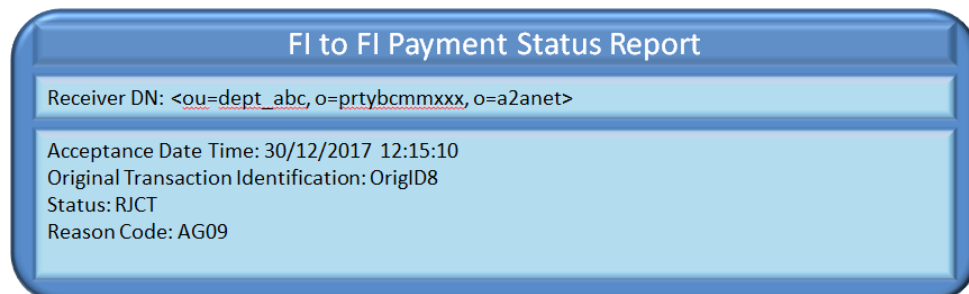 FI to FI Payment Status Report
Receiver DN: <ou=dept_abc, o=prtybcmmxxx, o=a2anet>
Acceptance Date Time: 30/12/2017 12:15:10
Original Transaction Identification: OrigID8
Status: RJCT
Reason Code: AG09